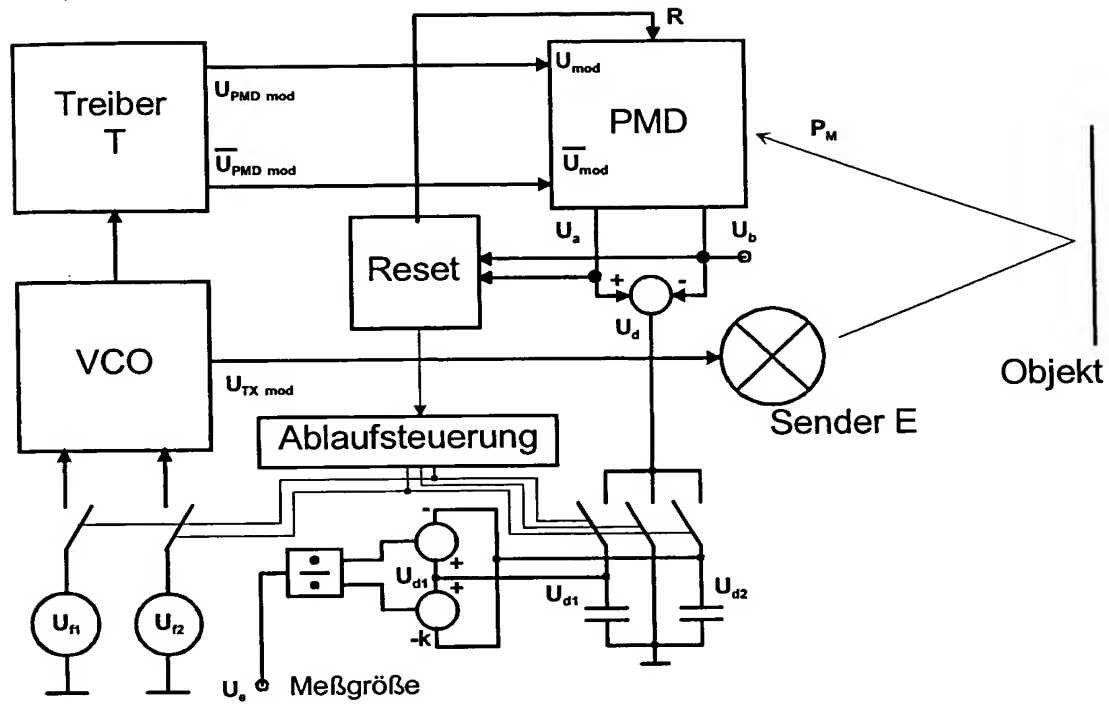 R
Treiber
T
U_PMD mod
U̅_PMD mod
U_mod
PMD
U̅_mod
P_M
U_a
U_b
Reset
+
-
U_d
VCO
U_TX mod
Objekt
Sender E
Ablaufsteuerung
-
+
U_d1
+
-k
U_d1
U_d2
U_f1
U_f2
U_e
Meßgröße